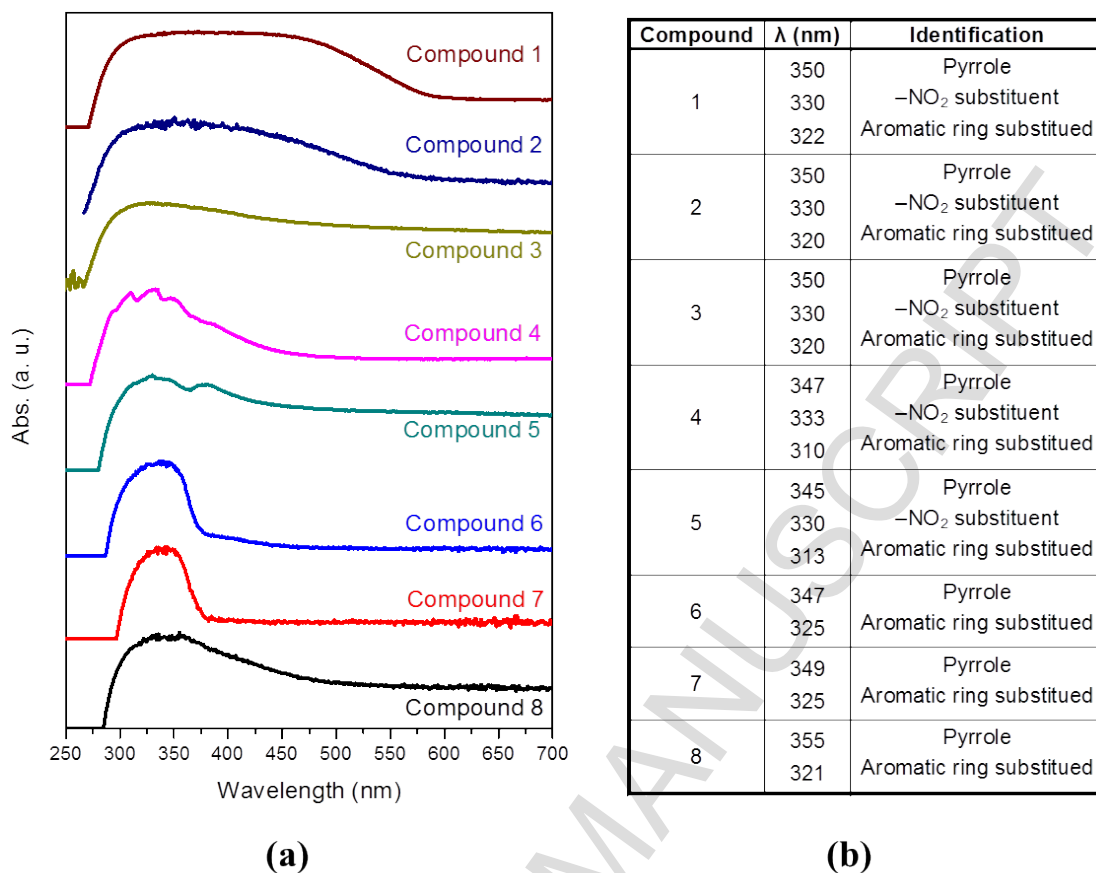 Compound 1
Compound 2
Compound 3
Compound 4
Compound 5
Compound 6
Compound 7
Compound 8
Abs. (a. u.)
250 300 350 400 450 500 550 600 650 700
Wavelength (nm)
(a)
Compound λ (nm) Identification
350 Pyrrole
1 330 –NO₂ substituent
322 Aromatic ring substitued
350 Pyrrole
2 330 –NO₂ substituent
320 Aromatic ring substitued
350 Pyrrole
3 330 –NO₂ substituent
320 Aromatic ring substitued
347 Pyrrole
4 333 –NO₂ substituent
310 Aromatic ring substitued
345 Pyrrole
5 330 –NO₂ substituent
313 Aromatic ring substitued
6 347 Pyrrole
325 Aromatic ring substitued
7 349 Pyrrole
325 Aromatic ring substitued
8 355 Pyrrole
321 Aromatic ring substitued
(b)
MANUSCRIPT